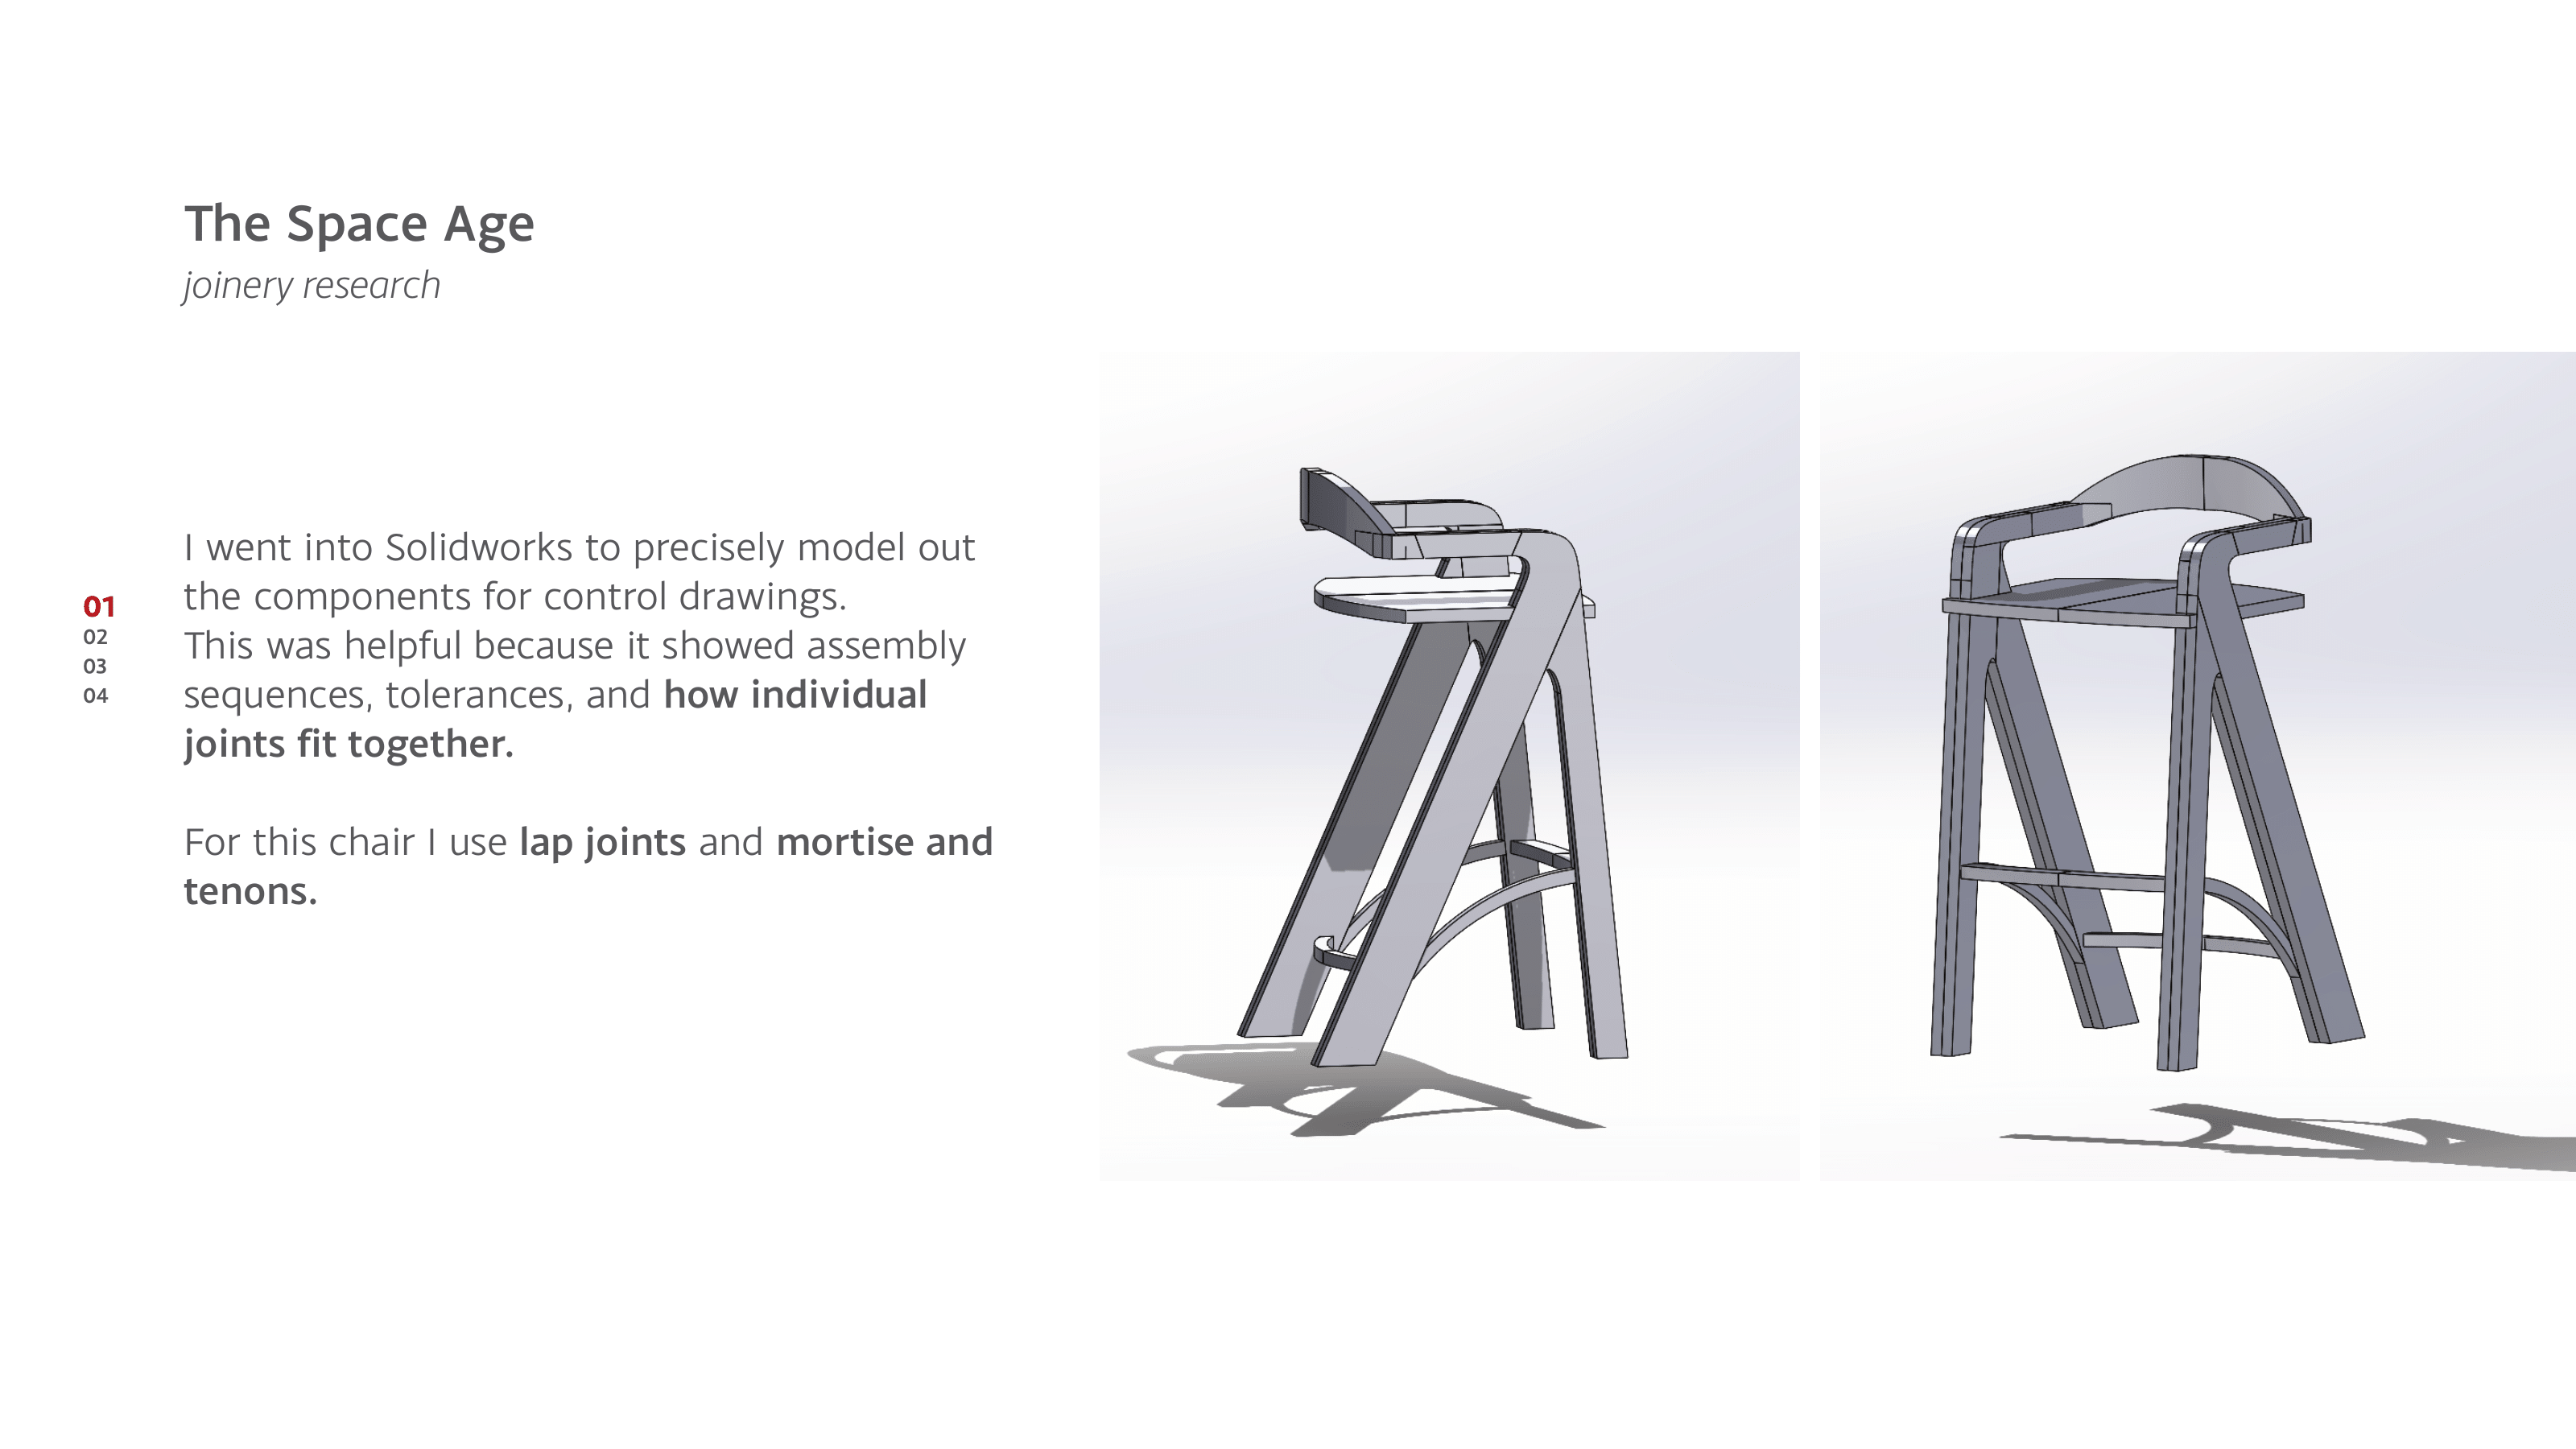 The Space Age
joinery research
I went into Solidworks to precisely model out
the components for control drawings.
This was helpful because it showed assembly
sequences, tolerances, and how individual
joints fit together.
For this chair I use lap joints and mortise and
tenons.
01
02
03
04